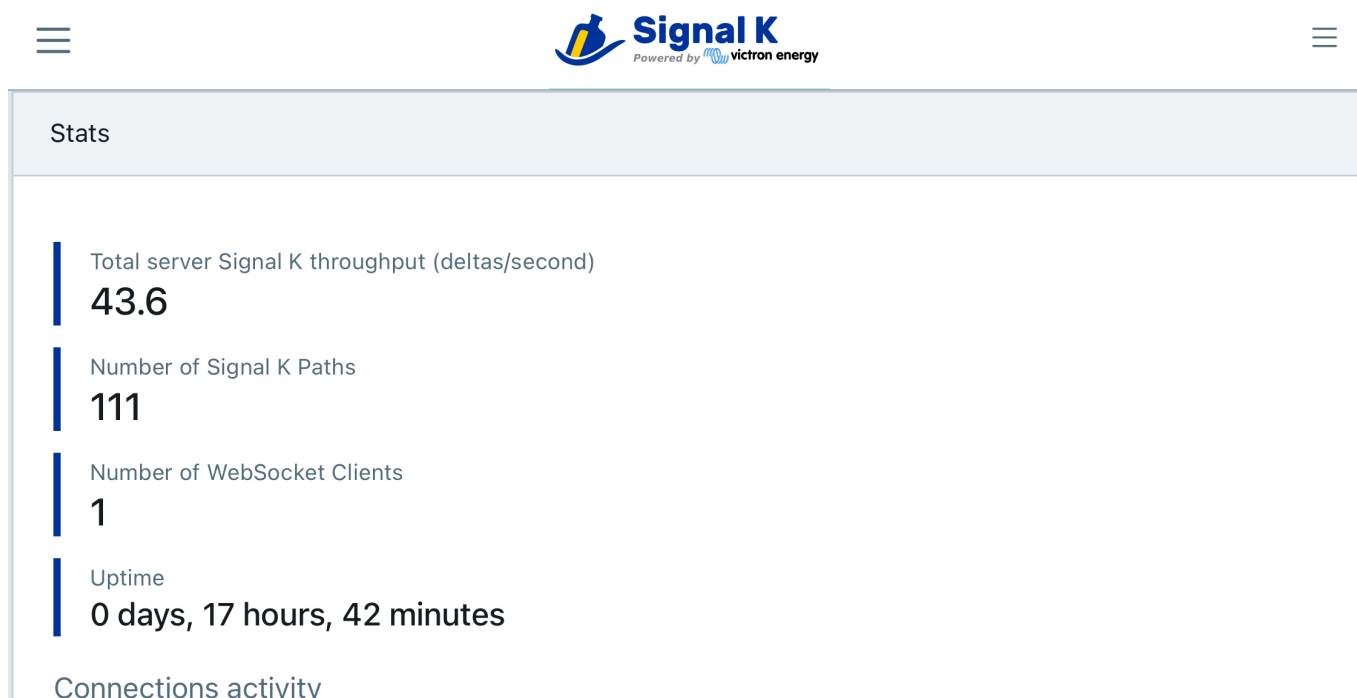 Signal K
Powered by victron energy
Stats
Total server Signal K throughput (deltas/second)
43.6
Number of Signal K Paths
111
Number of WebSocket Clients
1
Uptime
0 days, 17 hours, 42 minutes
Connections activity